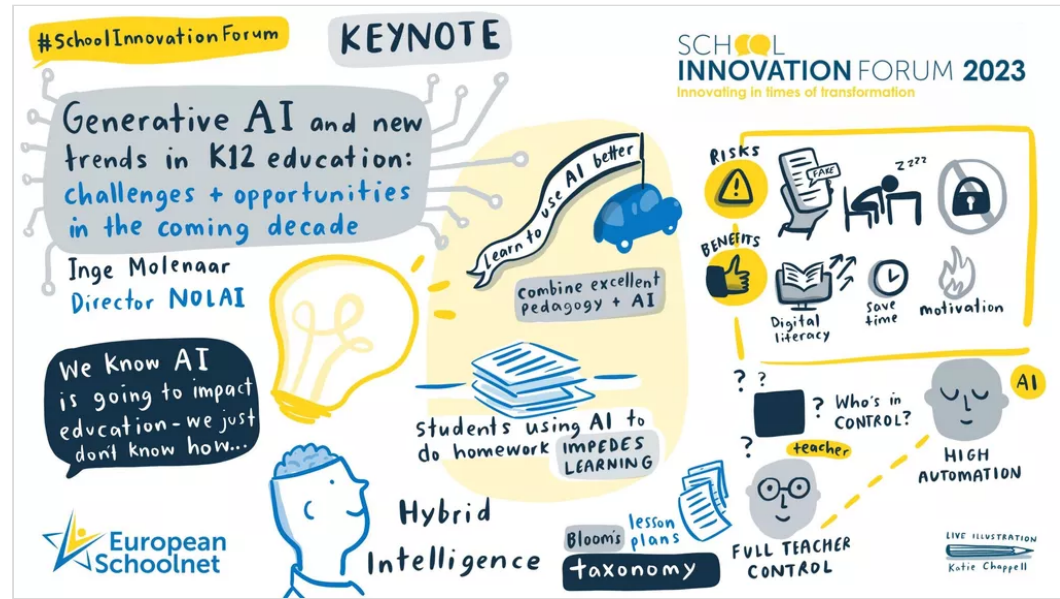 #SchoolInnovationForum
KEYNOTE
SCHOOL
INNOVATION FORUM 2023
Innovating in times of transformation
Generative AI and new
trends in K12 education:
challenges + opportunities
in the coming decade
Inge Molenaar
Director NOLAI
We know AI
is going to impact
education - we just
don't know how...
Learn to use AI better
combine excellent
pedagogy + AI
Students using AI to
do homework IMPEDES
LEARNING
Hybrid
Intelligence
RISKS
FAKE
zzzz
BENEFITS
Digital
literacy
save
time
motivation
? ?
?
?
Who's in
CONTROL?
AI
HIGH
AUTOMATION
teacher
FULL TEACHER
CONTROL
lesson
plans
Bloom's
taxonomy
European
Schoolnet
LIVE ILLUSTRATION
Katie Chappell